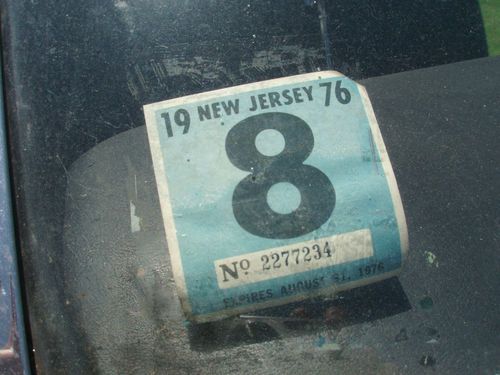 19 NEW JERSEY 76
8
Nº 2277234
EXPIRES AUGUST 31, 1976